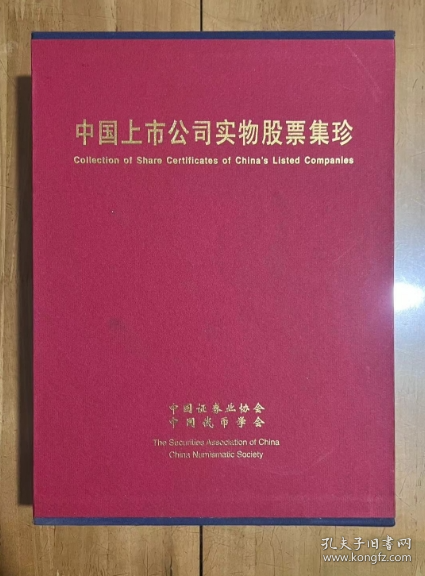 中国上市公司实物股票集珍
Collection of Share Certificates of China's Listed Companies
中国证券业协会
中国钱币学会
The Securities Association of China
China Numismatic Society
孔夫子旧书网
www.kongfz.com